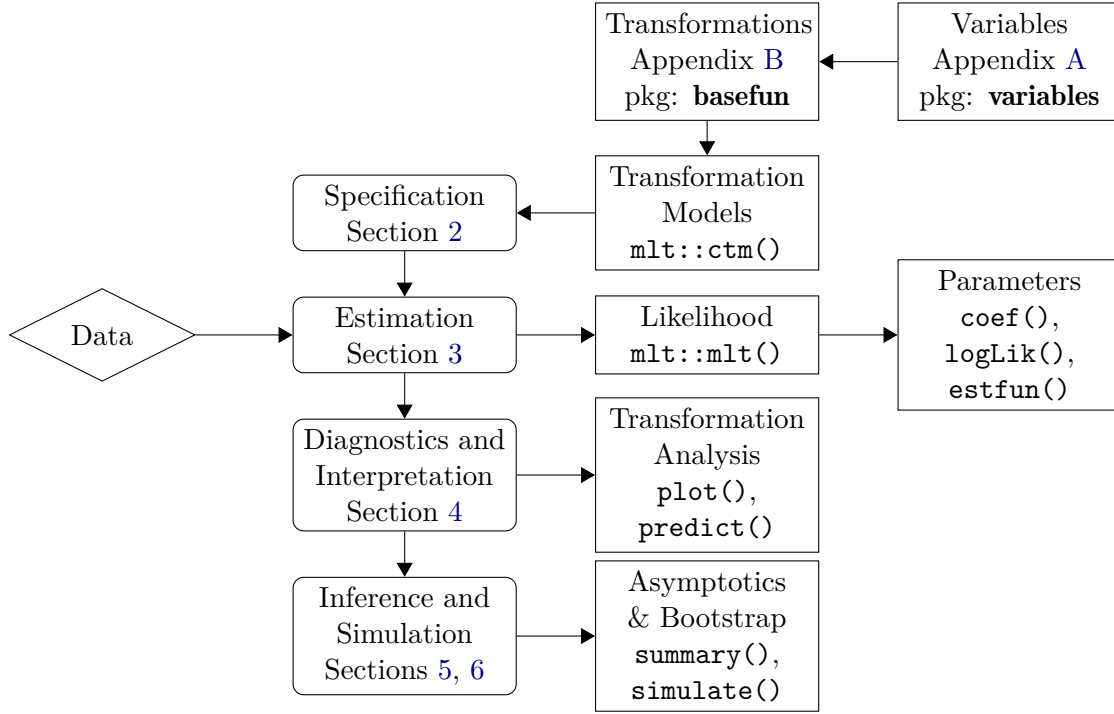 Transformations
Appendix B
pkg: basefun
Variables
Appendix A
pkg: variables
Specification
Section 2
Transformation
Models
mlt::ctm()
Data
Estimation
Section 3
Likelihood
mlt::mlt()
Parameters
coef(),
logLik(),
estfun()
Diagnostics and
Interpretation
Section 4
Transformation
Analysis
plot(),
predict()
Inference and
Simulation
Sections 5, 6
Asymptotics
& Bootstrap
summary(),
simulate()